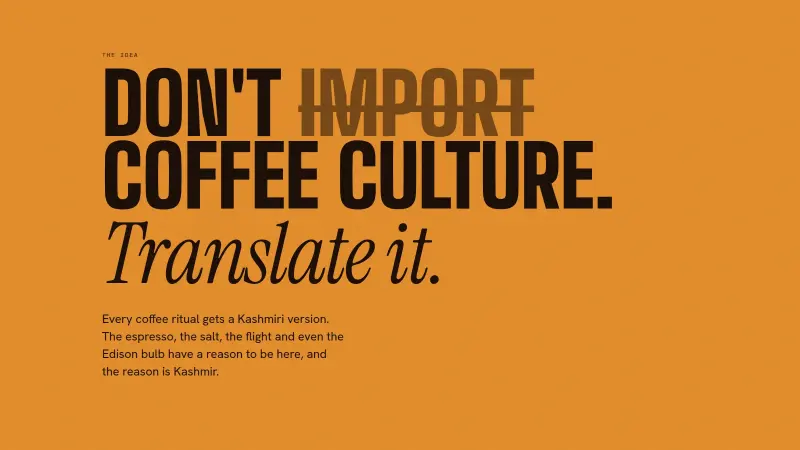 THE IDEA
DON'T IMPORT
COFFEE CULTURE.
Translate it.
Every coffee ritual gets a Kashmiri version.
The espresso, the salt, the flight and even the
Edison bulb have a reason to be here, and
the reason is Kashmir.